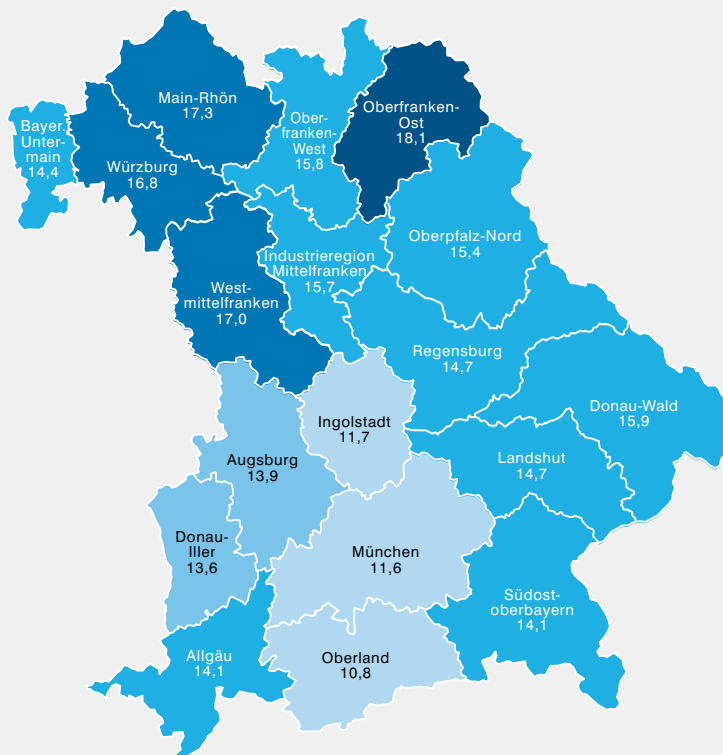 Main-Rhön
17,3
Ober-
franken-
West
15,8
Oberfranken-
Ost
18,1
Bayer.
Unter-
main
14,4
Würzburg
16,8
Oberpfalz-Nord
15,4
Industrieregion
Mittelfranken
15,7
West-
mittelfranken
17,0
Regensburg
14,7
Donau-Wald
15,9
Ingolstadt
11,7
Augsburg
13,9
Landshut
14,7
Donau-
Iller
13,6
München
11,6
Südost-
oberbayern
14,1
Allgäu
14,1
Oberland
10,8